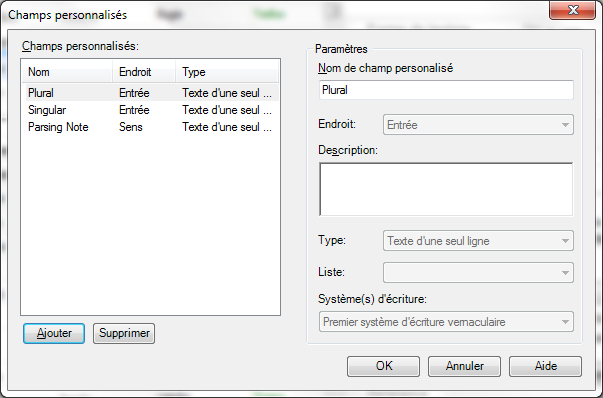 Champs personnalisés
Champs personnalisés:
Nom Endroit Type
Plural Entrée Texte d'une seul ...
Singular Entrée Texte d'une seul ...
Parsing Note Sens Texte d'une seul ...
Ajouter Supprimer
Paramètres
Nom de champ personalisé
Plural
Endroit: Entrée
Description:
Type: Texte d'une seul ligne
Liste:
Système(s) d'écriture:
Premier système d'écriture vernaculaire
OK Annuler Aide